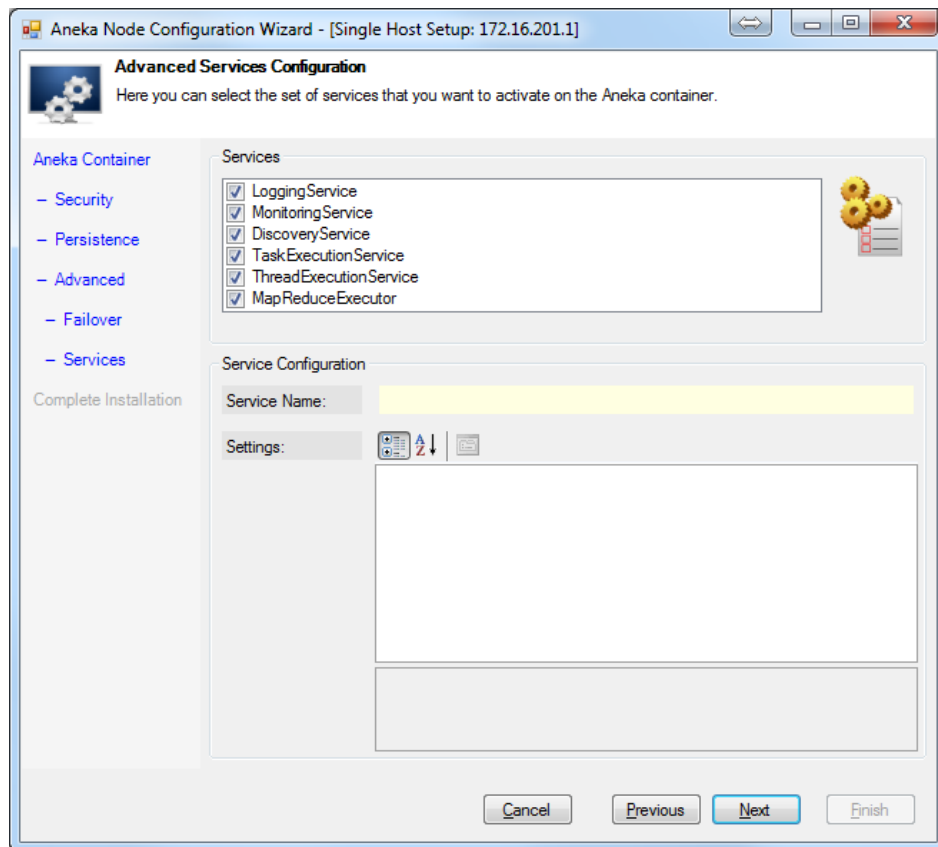 Aneka Node Configuration Wizard - [Single Host Setup: 172.16.201.1]
Advanced Services Configuration
Here you can select the set of services that you want to activate on the Aneka container.
Aneka Container
– Security
– Persistence
– Advanced
– Failover
– Services
Complete Installation
Services
LoggingService
MonitoringService
DiscoveryService
TaskExecutionService
ThreadExecutionService
MapReduceExecutor
Service Configuration
Service Name:
Settings:
A
Z
Cancel
Previous
Next
Finish